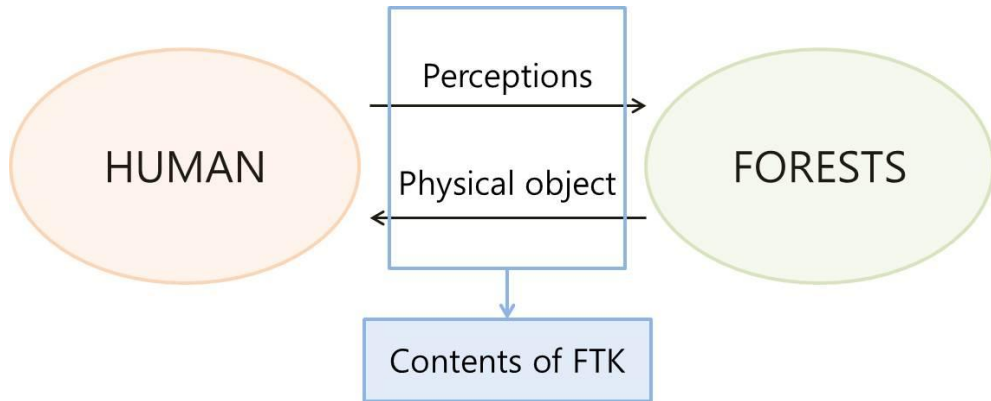 Perceptions
HUMAN
FORESTS
Physical object
Contents of FTK